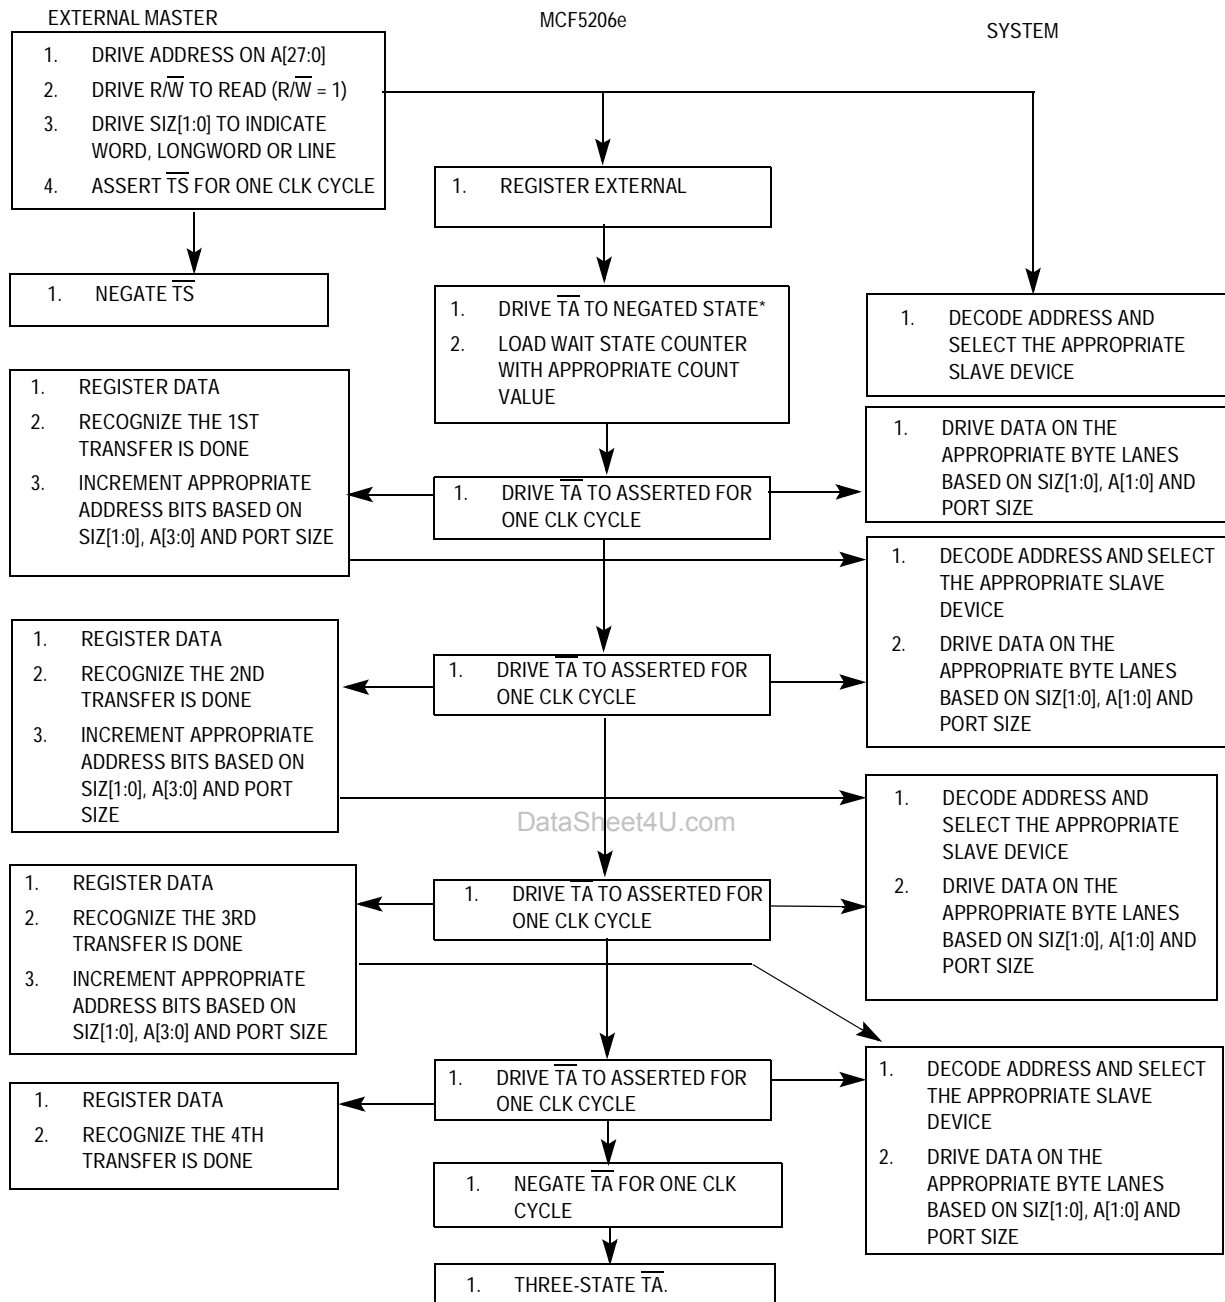 EXTERNAL MASTER
MCF5206e
SYSTEM
1. DRIVE ADDRESS ON A[27:0]
2. DRIVE R/W̅ TO READ (R/W̅ = 1)
3. DRIVE SIZ[1:0] TO INDICATE
WORD, LONGWORD OR LINE
4. ASSERT T̅S̅ FOR ONE CLK CYCLE
1. REGISTER EXTERNAL
1. NEGATE T̅S̅
1. DRIVE T̅A̅ TO NEGATED STATE*
2. LOAD WAIT STATE COUNTER
WITH APPROPRIATE COUNT
VALUE
1. DECODE ADDRESS AND
SELECT THE APPROPRIATE
SLAVE DEVICE
1. REGISTER DATA
2. RECOGNIZE THE 1ST
TRANSFER IS DONE
3. INCREMENT APPROPRIATE
ADDRESS BITS BASED ON
SIZ[1:0], A[3:0] AND PORT SIZE
1. DRIVE T̅A̅ TO ASSERTED FOR
ONE CLK CYCLE
1. DRIVE DATA ON THE
APPROPRIATE BYTE LANES
BASED ON SIZ[1:0], A[1:0] AND
PORT SIZE
1. DECODE ADDRESS AND SELECT
THE APPROPRIATE SLAVE
DEVICE
2. DRIVE DATA ON THE
APPROPRIATE BYTE LANES
BASED ON SIZ[1:0], A[1:0] AND
PORT SIZE
1. REGISTER DATA
2. RECOGNIZE THE 2ND
TRANSFER IS DONE
3. INCREMENT APPROPRIATE
ADDRESS BITS BASED ON
SIZ[1:0], A[3:0] AND PORT
SIZE
1. DRIVE T̅A̅ TO ASSERTED FOR
ONE CLK CYCLE
DataSheet4U.com
1. DECODE ADDRESS AND
SELECT THE APPROPRIATE
SLAVE DEVICE
2. DRIVE DATA ON THE
APPROPRIATE BYTE LANES
BASED ON SIZ[1:0], A[1:0] AND
PORT SIZE
1. REGISTER DATA
2. RECOGNIZE THE 3RD
TRANSFER IS DONE
3. INCREMENT APPROPRIATE
ADDRESS BITS BASED ON
SIZ[1:0], A[3:0] AND PORT SIZE
1. DRIVE T̅A̅ TO ASSERTED FOR
ONE CLK CYCLE
1. DRIVE T̅A̅ TO ASSERTED FOR
ONE CLK CYCLE
1. DECODE ADDRESS AND SELECT
THE APPROPRIATE SLAVE
DEVICE
2. DRIVE DATA ON THE
APPROPRIATE BYTE LANES
BASED ON SIZ[1:0], A[1:0] AND
PORT SIZE
1. REGISTER DATA
2. RECOGNIZE THE 4TH
TRANSFER IS DONE
1. NEGATE T̅A̅ FOR ONE CLK
CYCLE
1. THREE-STATE T̅A̅.